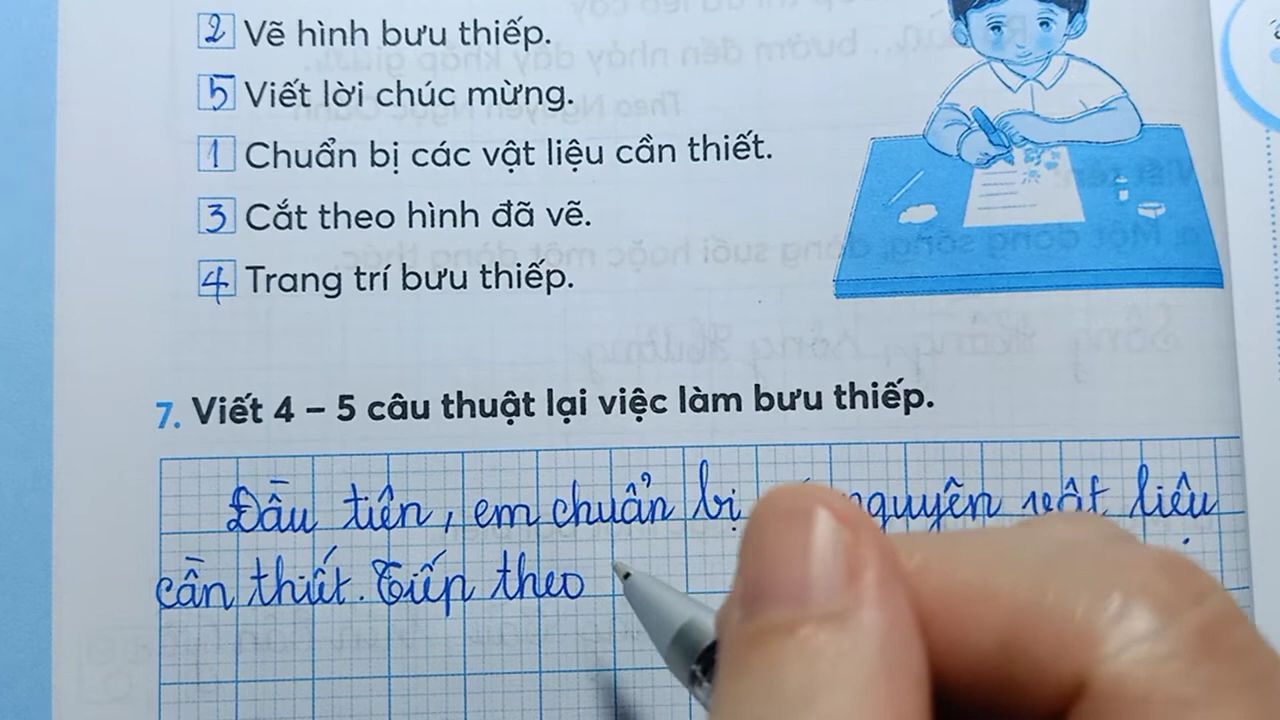 2 Vẽ hình bưu thiếp.
5 Viết lời chúc mừng.
1 Chuẩn bị các vật liệu cần thiết.
3 Cắt theo hình đã vẽ.
4 Trang trí bưu thiếp.
7. Viết 4 – 5 câu thuật lại việc làm bưu thiếp.
Đầu tiên, em chuẩn bị nguyên vật liệu
cần thiết. Tiếp theo